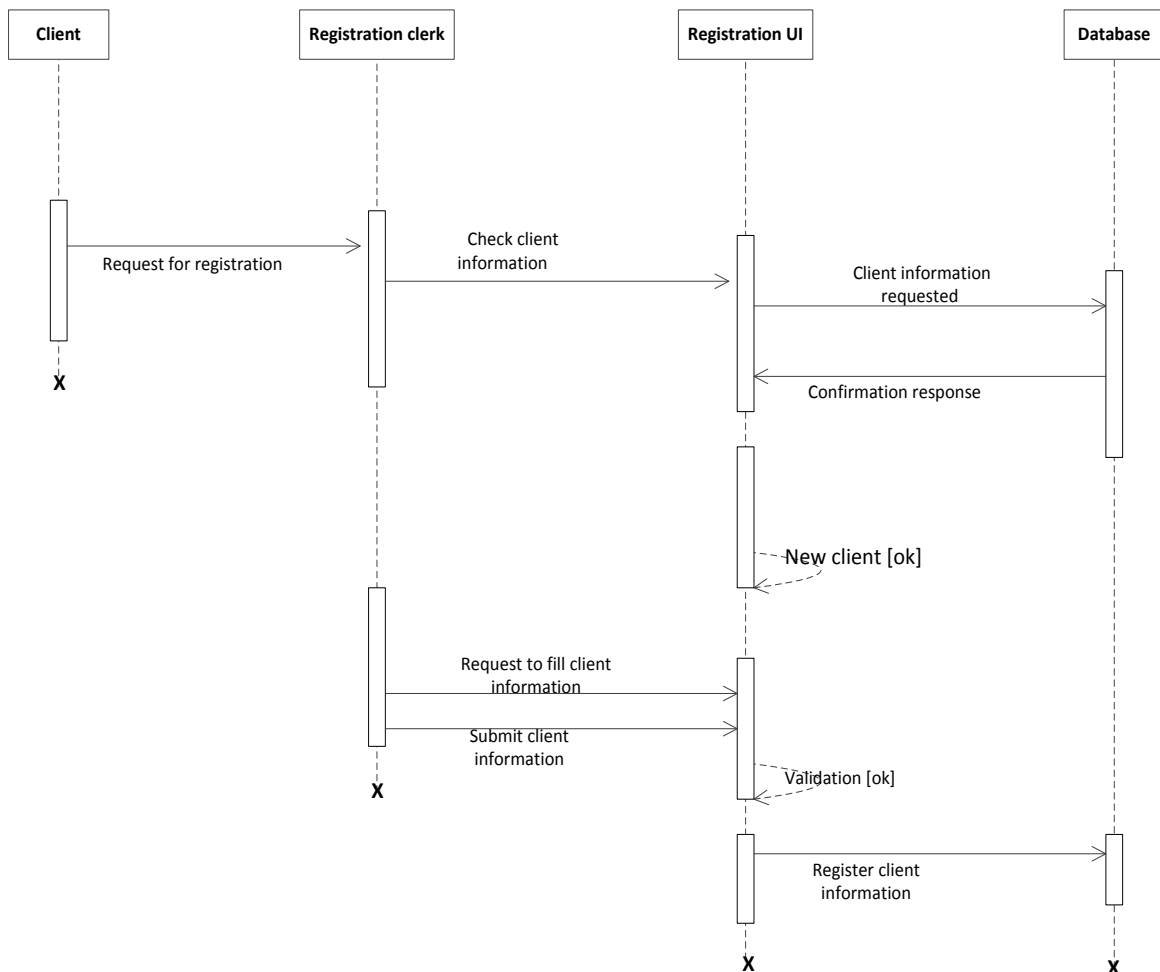 Client
Registration clerk
Registration UI
Database
Request for registration
Check client
information
Client information
requested
X
Confirmation response
New client [ok]
Request to fill client
information
Submit client
information
X
Validation [ok]
Register client
information
X
X